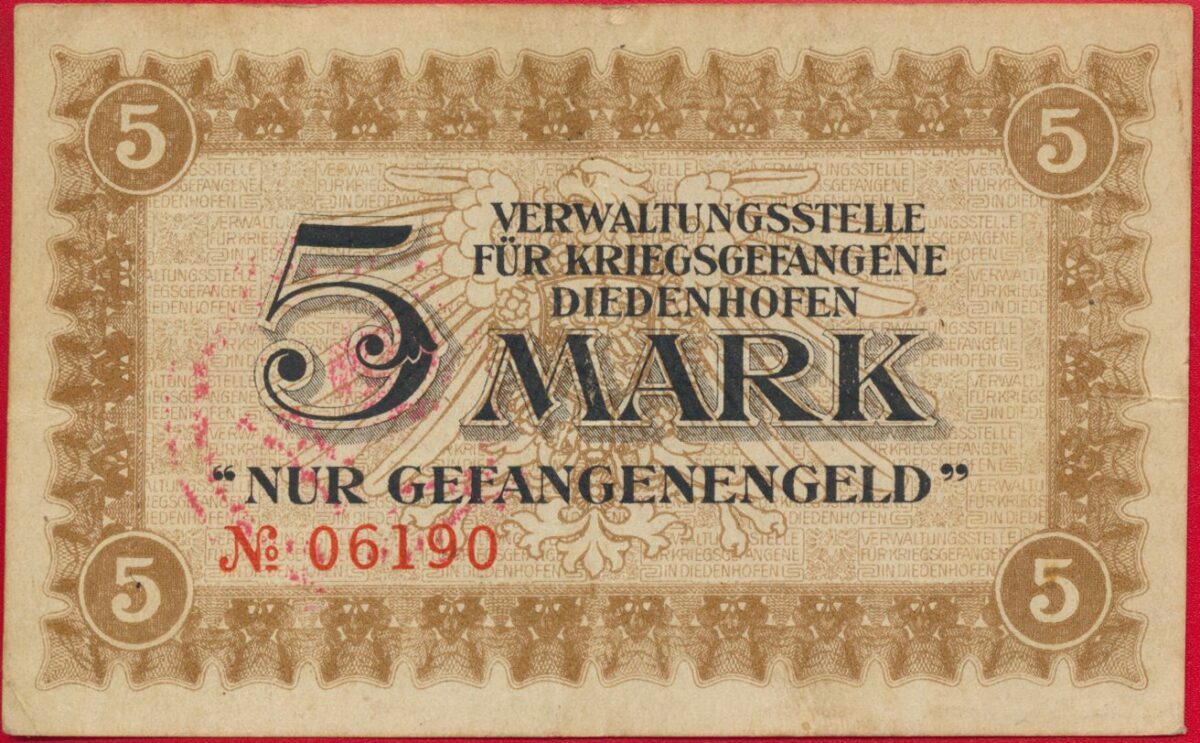 5
5
VERWALTUNGSSTELLE
FÜR KRIEGSGEFANGENE
DIEDENHOFEN
5 MARK
“NUR GEFANGENENGELD”
№ 06190
5
5